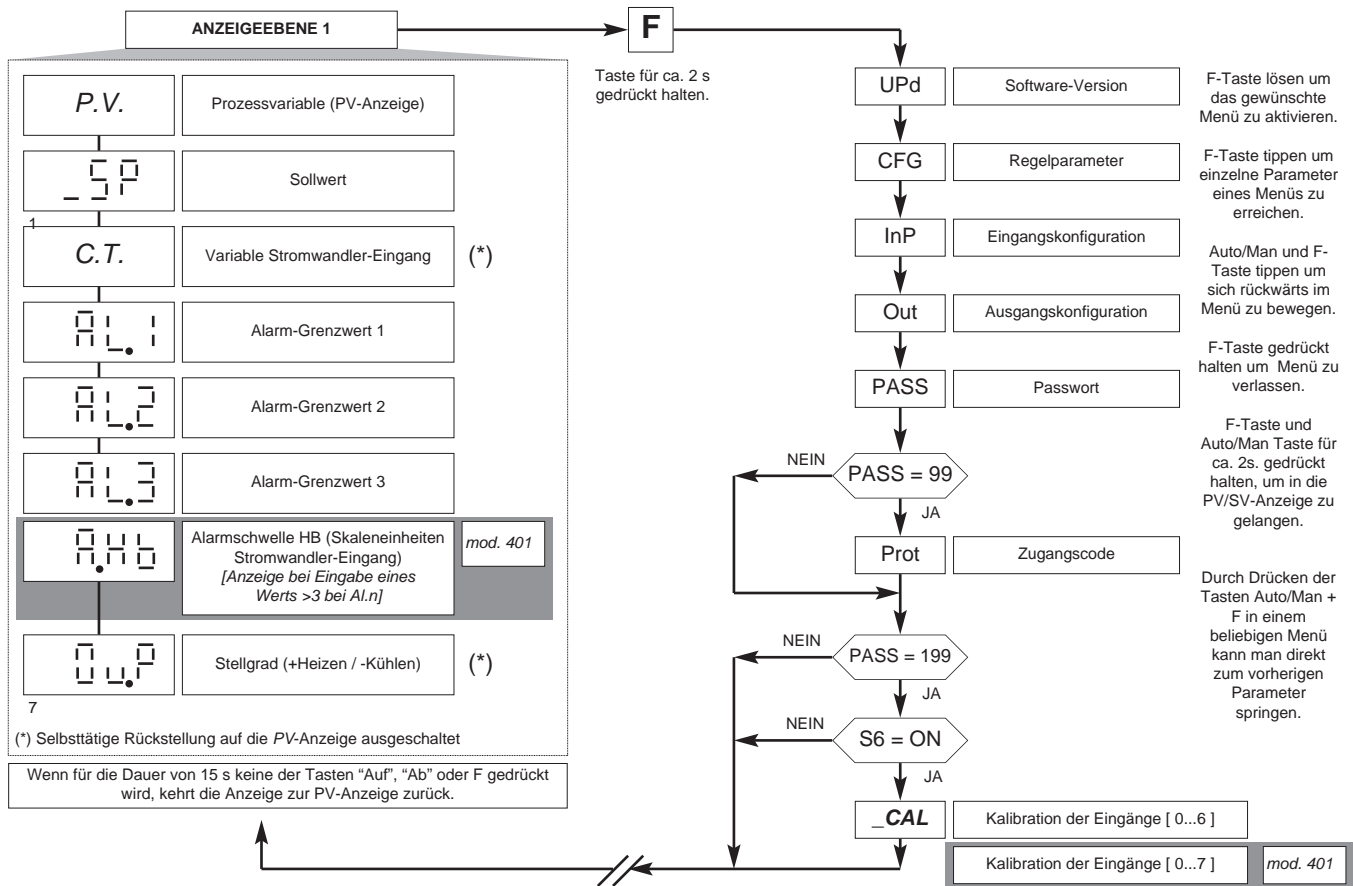 ANZEIGEEBENE 1
F
Taste für ca. 2 s
gedrückt halten.
P.V.
Prozessvariable (PV-Anzeige)
_SP
Sollwert
1
C.T.
Variable Stromwandler-Eingang
(*)
AL.1
Alarm-Grenzwert 1
AL.2
Alarm-Grenzwert 2
AL.3
Alarm-Grenzwert 3
A.Hb
Alarmschwelle HB (Skaleneinheiten
Stromwandler-Eingang)
[Anzeige bei Eingabe eines
Werts >3 bei Al.n]
mod. 401
Ou.P
Stellgrad (+Heizen / -Kühlen)
(*)
7
(*) Selbsttätige Rückstellung auf die PV-Anzeige ausgeschaltet
Wenn für die Dauer von 15 s keine der Tasten “Auf”, “Ab” oder F gedrückt
wird, kehrt die Anzeige zur PV-Anzeige zurück.
UPd
Software-Version
CFG
Regelparameter
InP
Eingangskonfiguration
Out
Ausgangskonfiguration
PASS
Passwort
NEIN
PASS = 99
JA
Prot
Zugangscode
NEIN
PASS = 199
JA
NEIN
S6 = ON
JA
_CAL
Kalibration der Eingänge [ 0...6 ]
Kalibration der Eingänge [ 0...7 ]
mod. 401
F-Taste lösen um
das gewünschte
Menü zu aktivieren.
F-Taste tippen um
einzelne Parameter
eines Menüs zu
erreichen.
Auto/Man und F-
Taste tippen um
sich rückwärts im
Menü zu bewegen.
F-Taste gedrückt
halten um Menü zu
verlassen.
F-Taste und
Auto/Man Taste für
ca. 2s. gedrückt
halten, um in die
PV/SV-Anzeige zu
gelangen.
Durch Drücken der
Tasten Auto/Man +
F in einem
beliebigen Menü
kann man direkt
zum vorherigen
Parameter
springen.